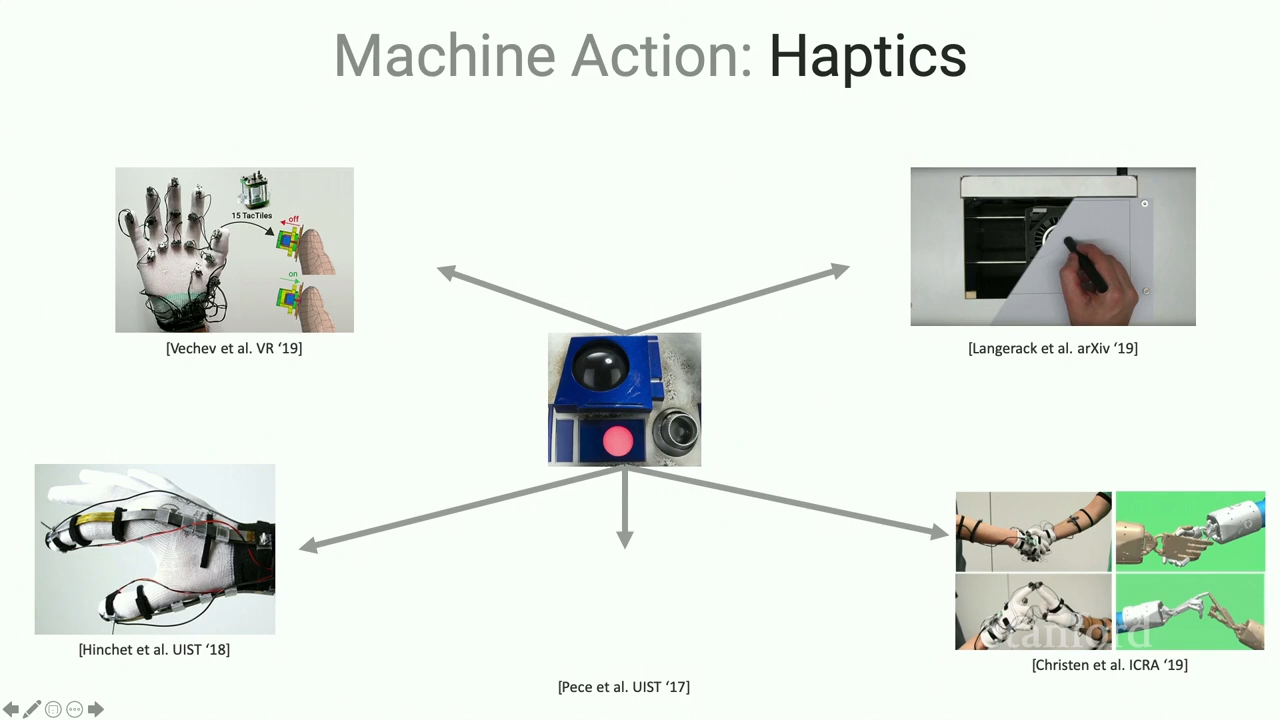 Machine Action: Haptics
15 TacTiles
off
on
[Vechev et al. VR ‘19]
[Langerack et al. arXiv ‘19]
[Hinchet et al. UIST ‘18]
Stanford
[Christen et al. ICRA ‘19]
[Pece et al. UIST ‘17]